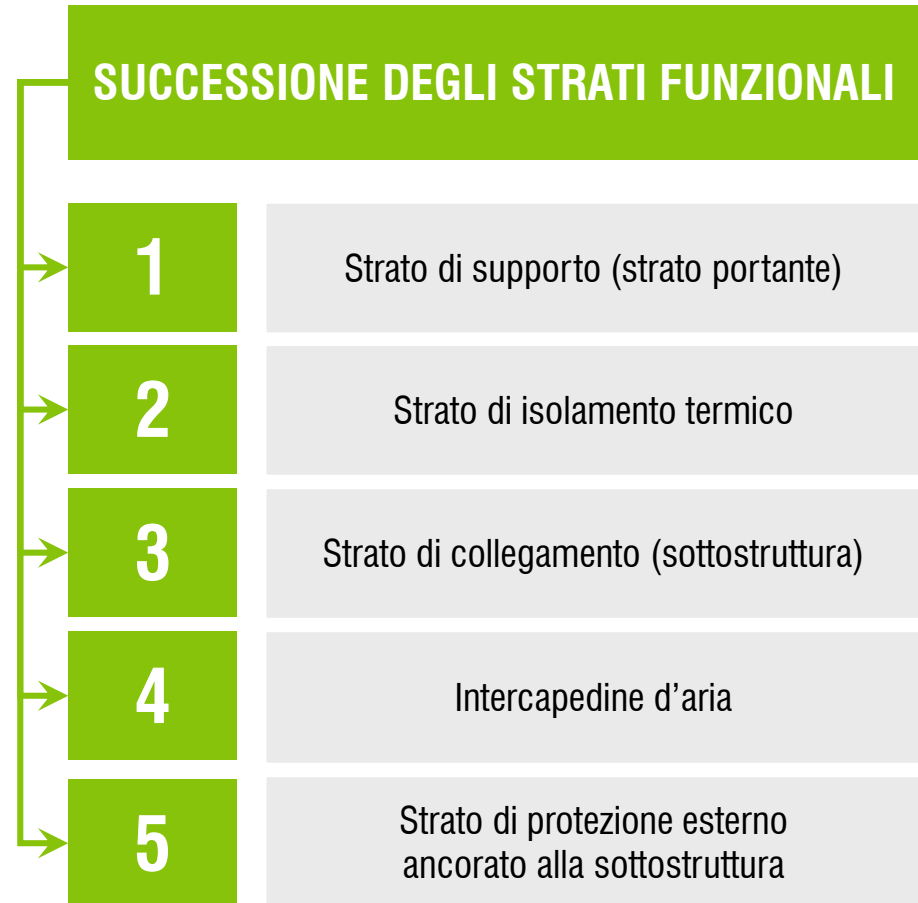 SUCCESSIONE DEGLI STRATI FUNZIONALI
1
Strato di supporto (strato portante)
2
Strato di isolamento termico
3
Strato di collegamento (sottostruttura)
4
Intercapedine d’aria
5
Strato di protezione esterno
ancorato alla sottostruttura